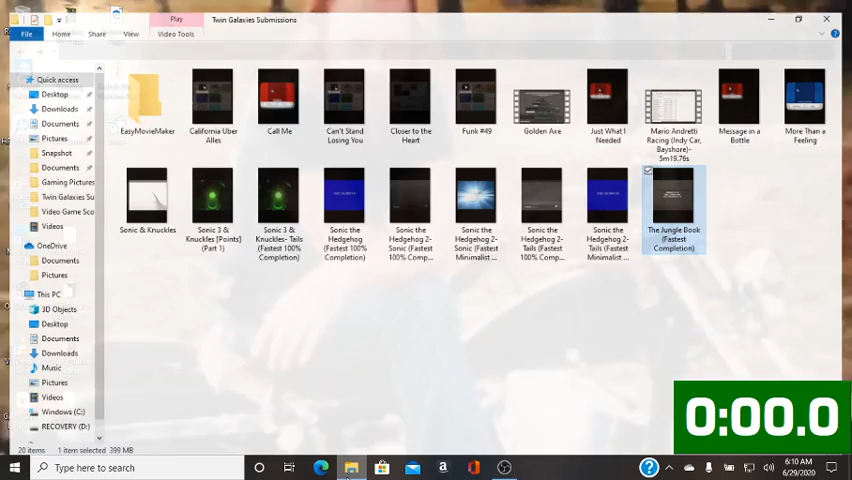 Play
Twin Galaxies Submissions
File
Home
Share
View
Video Tools
Quick access
Desktop
Downloads
Documents
Pictures
Snapshot
Documents
Gaming Pictures
Twin Galaxies Su
Video Game Sco
Videos
OneDrive
Documents
Pictures
This PC
3D Objects
Desktop
Documents
Downloads
Music
Pictures
Videos
Windows (C:)
RECOVERY (D:)
EasyMovieMaker
California Uber
Alles
Call Me
Can't Stand
Losing You
Closer to the
Heart
Funk #49
Golden Axe
Just What I
Needed
Mario Andretti
Racing (Indy Car,
Bayshore)-
5m19.76s
Message in a
Bottle
More Than a
Feeling
Sonic & Knuckles
Sonic 3 &
Knuckles [Points]
(Part 1)
Sonic 3 &
Knuckles- Tails
(Fastest 100%
Completion)
Sonic the
Hedgehog
(Fastest 100%
Completion)
Sonic the
Hedgehog 2-
Sonic (Fastest
100% Comp...
Sonic the
Hedgehog 2-
Sonic (Fastest
Minimalist ...
Sonic the
Hedgehog 2-
Tails (Fastest
100% Comp...
Sonic the
Hedgehog 2-
Tails (Fastest
Minimalist ...
The Jungle Book
(Fastest
Completion)
0:00.0
20 items
1 item selected 399 MB
Type here to search
6:10 AM
6/29/2020